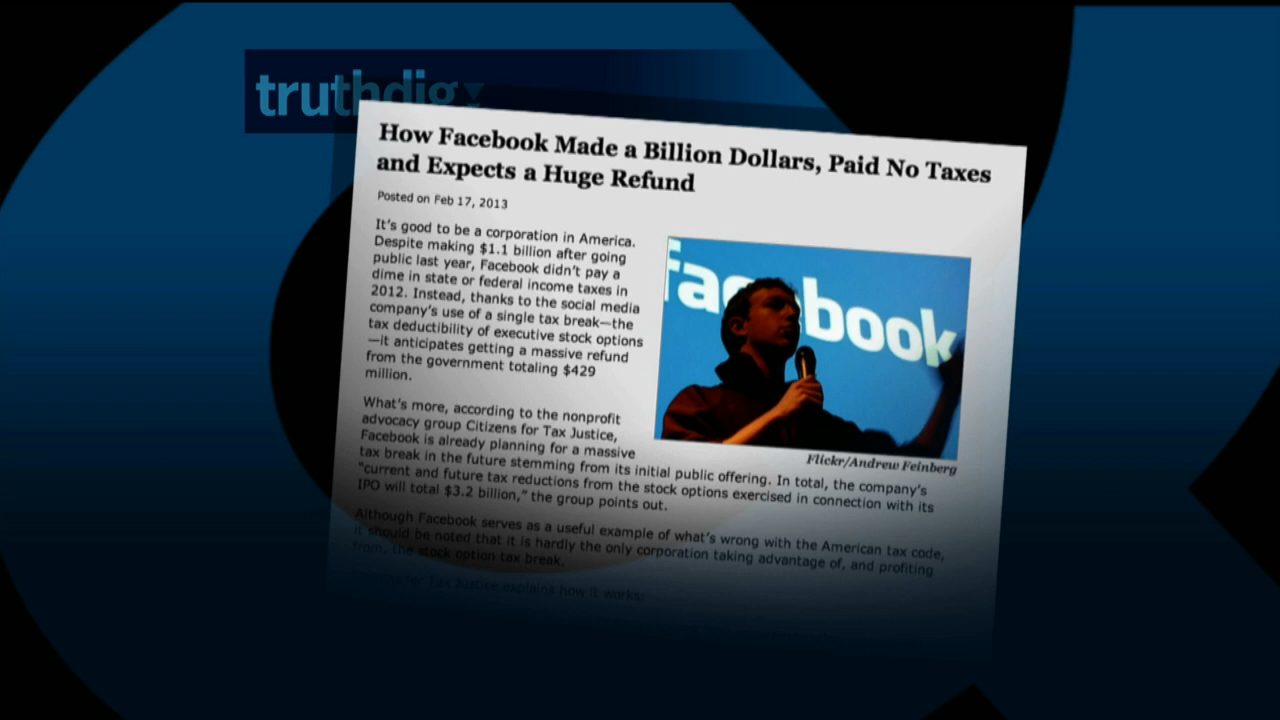 truthdig
How Facebook Made a Billion Dollars, Paid No Taxes
and Expects a Huge Refund
Posted on Feb 17, 2013
It's good to be a corporation in America.
Despite making $1.1 billion after going
public last year, Facebook didn't pay a
dime in state or federal income taxes in
2012. Instead, thanks to the social media
company's use of a single tax break—the
tax deductibility of executive stock options
—it anticipates getting a massive refund
from the government totaling $429
million.
facebook
Flickr/Andrew Feinberg
What's more, according to the nonprofit
advocacy group Citizens for Tax Justice,
Facebook is already planning for a massive
tax break in the future stemming from its initial public offering. In total, the company's
"current and future tax reductions from the stock options exercised in connection with its
IPO will total $3.2 billion," the group points out.
Although Facebook serves as a useful example of what's wrong with the American tax code,
it should be noted that it is hardly the only corporation taking advantage of, and profiting
from, the stock option tax break.
for Tax Justice explains how it works: